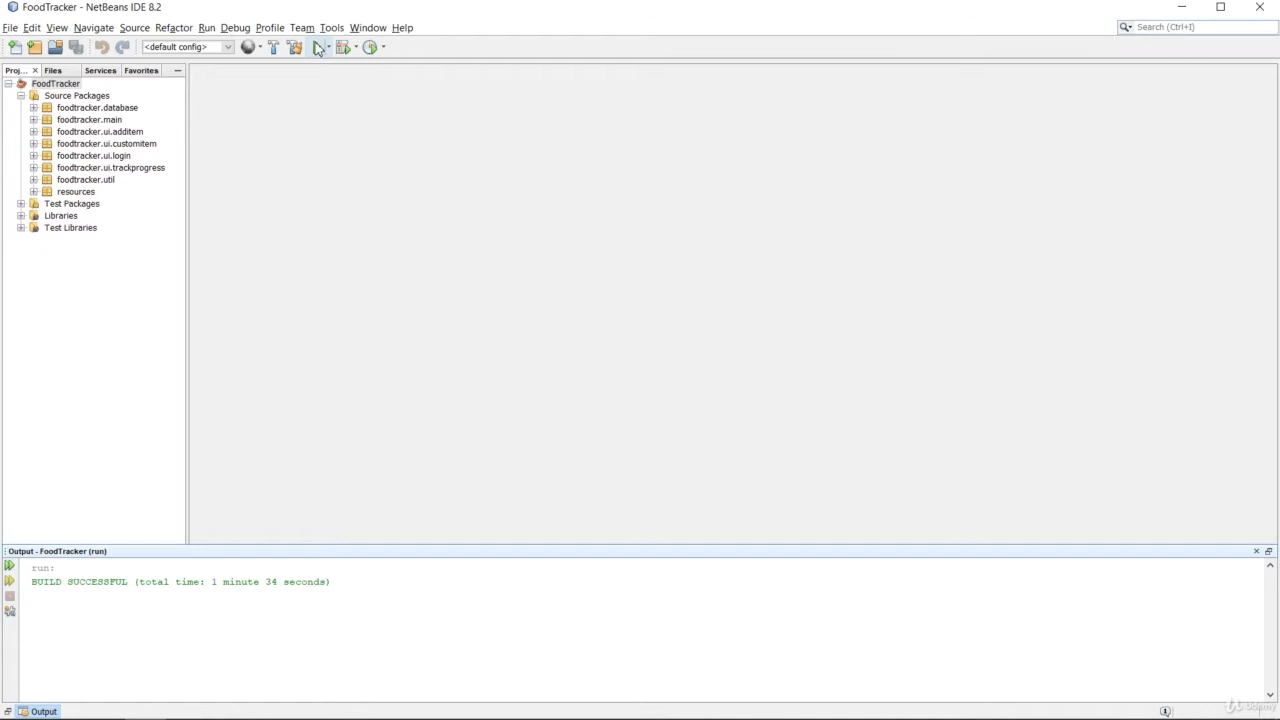 FoodTracker - NetBeans IDE 8.2
File Edit View Navigate Source Refactor Run Debug Profile Team Tools Window Help
Search (Ctrl+I)
<default config>
Proj... Files Services Favorites
FoodTracker
Source Packages
foodtracker.database
foodtracker.main
foodtracker.ui.additem
foodtracker.ui.customitem
foodtracker.ui.login
foodtracker.ui.trackprogress
foodtracker.util
resources
Test Packages
Libraries
Test Libraries
Output - FoodTracker (run)
run:
BUILD SUCCESSFUL (total time: 1 minute 34 seconds)
Output
Udemy